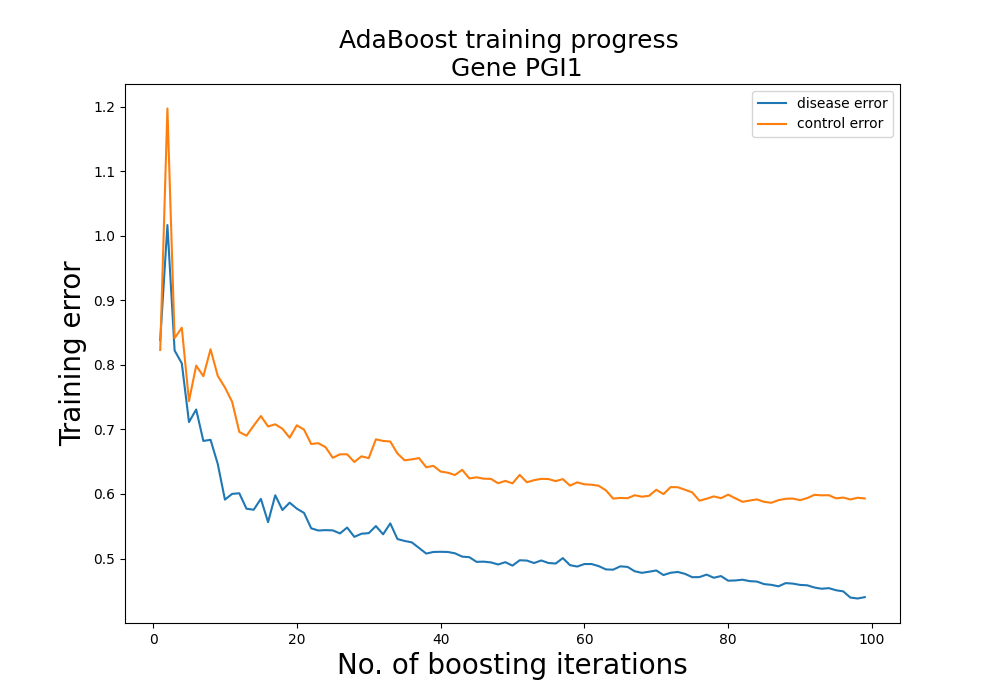 AdaBoost training progress
Gene PGI1
disease error
control error
Training error
1.2
1.1
1.0
0.9
0.8
0.7
0.6
0.5
0 20 40 60 80 100
No. of boosting iterations